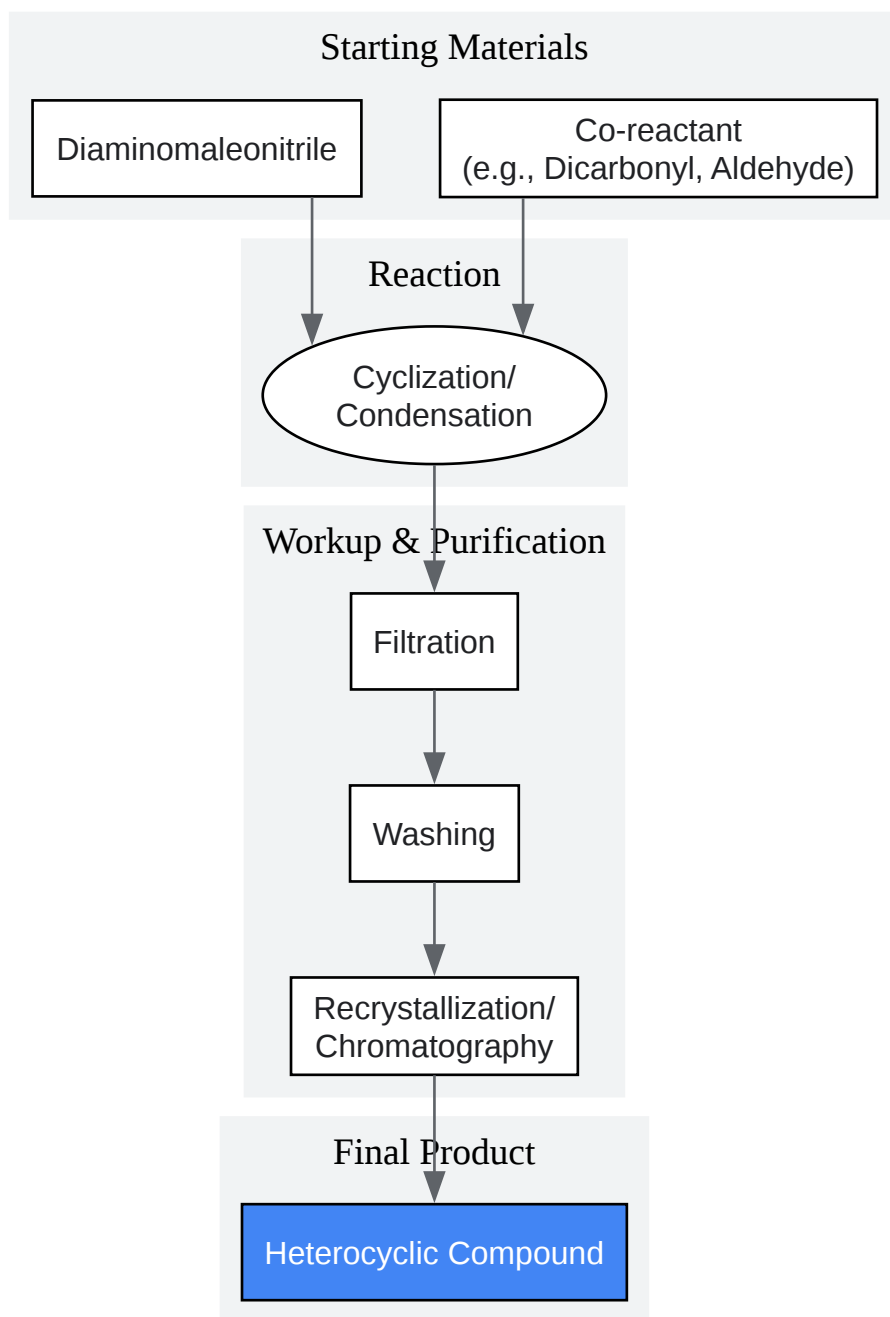 Starting Materials
Diaminomaleonitrile
Co-reactant
(e.g., Dicarbonyl, Aldehyde)
Reaction
Cyclization/
Condensation
Workup & Purification
Filtration
Washing
Recrystallization/
Chromatography
Final Product
Heterocyclic Compound